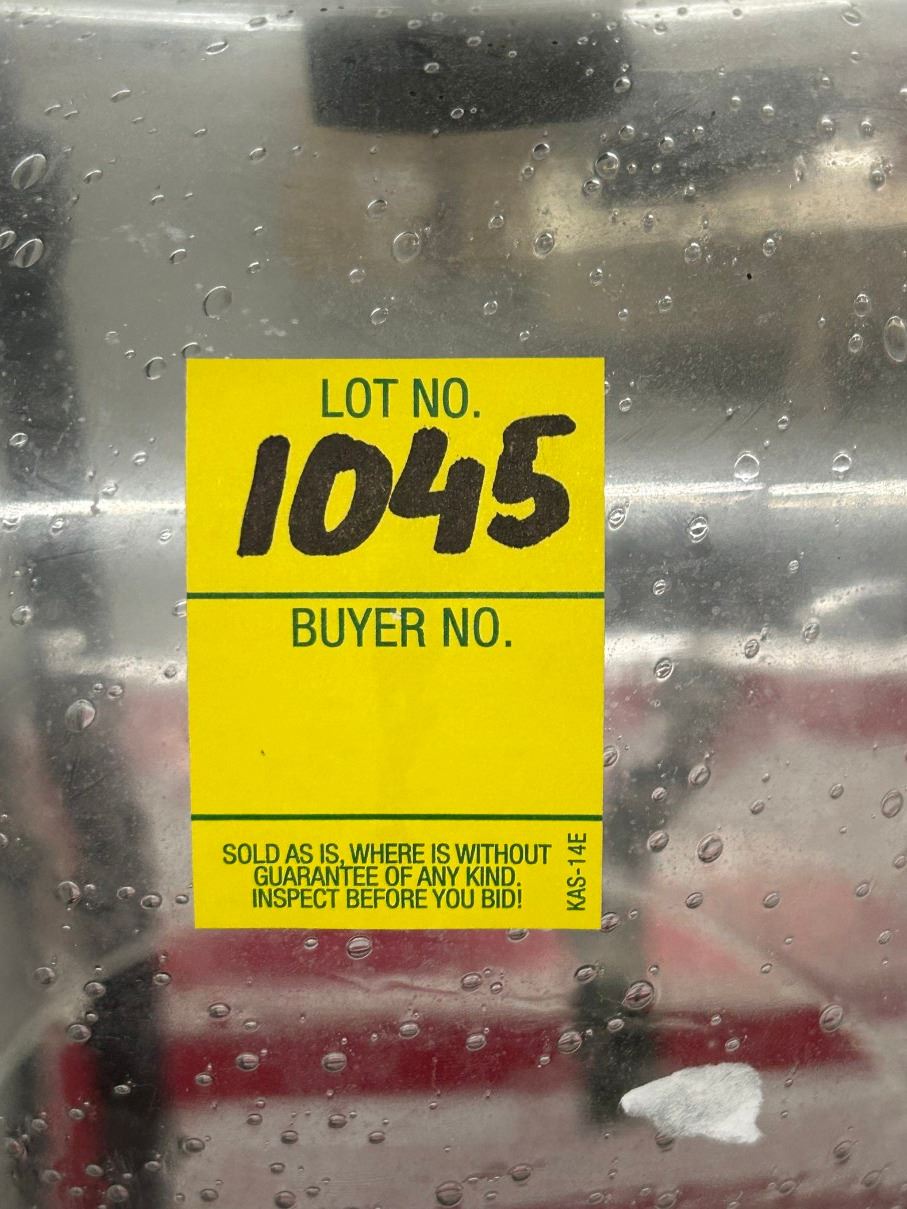 LOT NO.
1045
BUYER NO.
SOLD AS IS, WHERE IS WITHOUT
GUARANTEE OF ANY KIND.
INSPECT BEFORE YOU BID!
KAS-14E